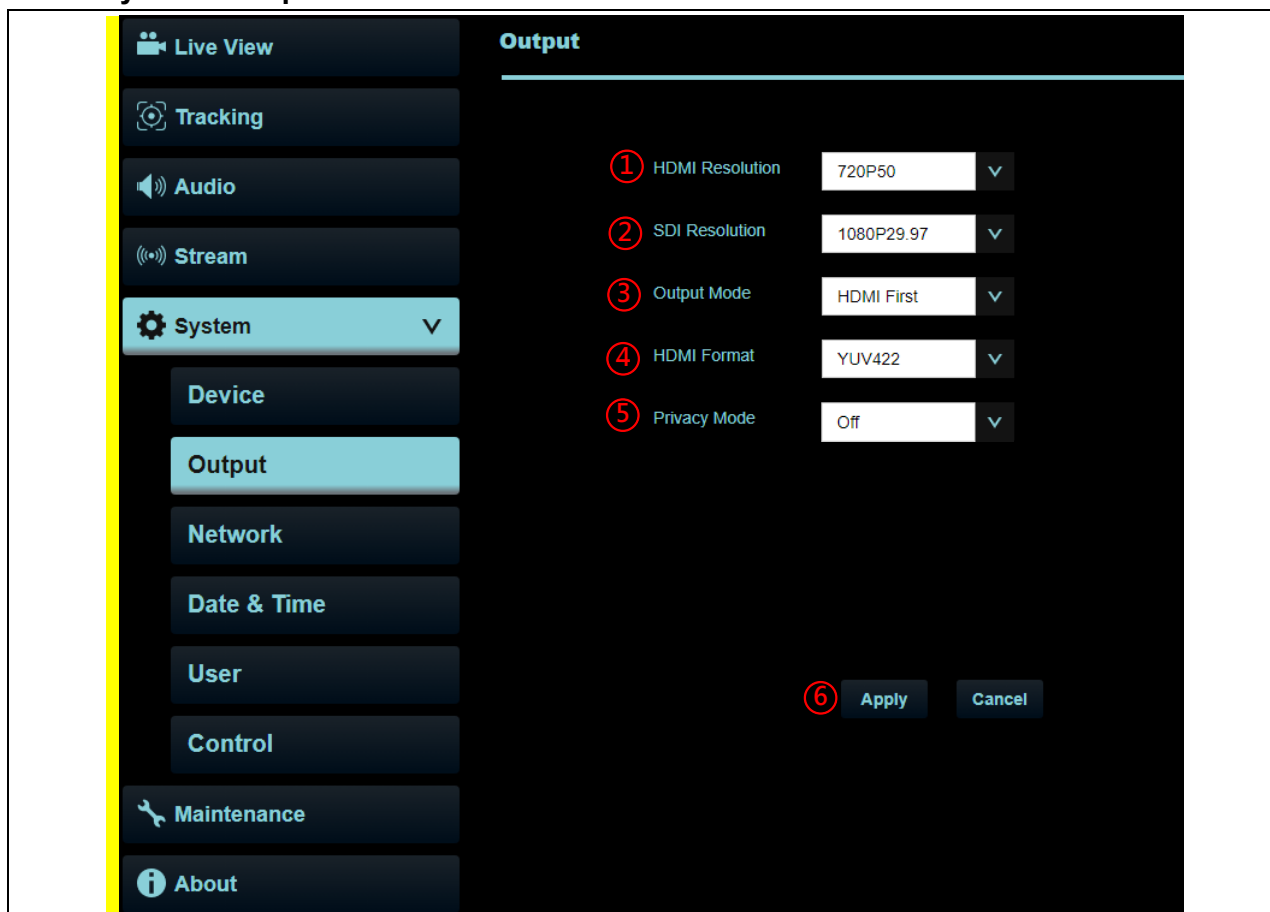 Live View
Tracking
Audio
Stream
System
Device
Output
Network
Date & Time
User
Control
Maintenance
About
Output
① HDMI Resolution 720P50
② SDI Resolution 1080P29.97
③ Output Mode HDMI First
④ HDMI Format YUV422
⑤ Privacy Mode Off
⑥ Apply Cancel